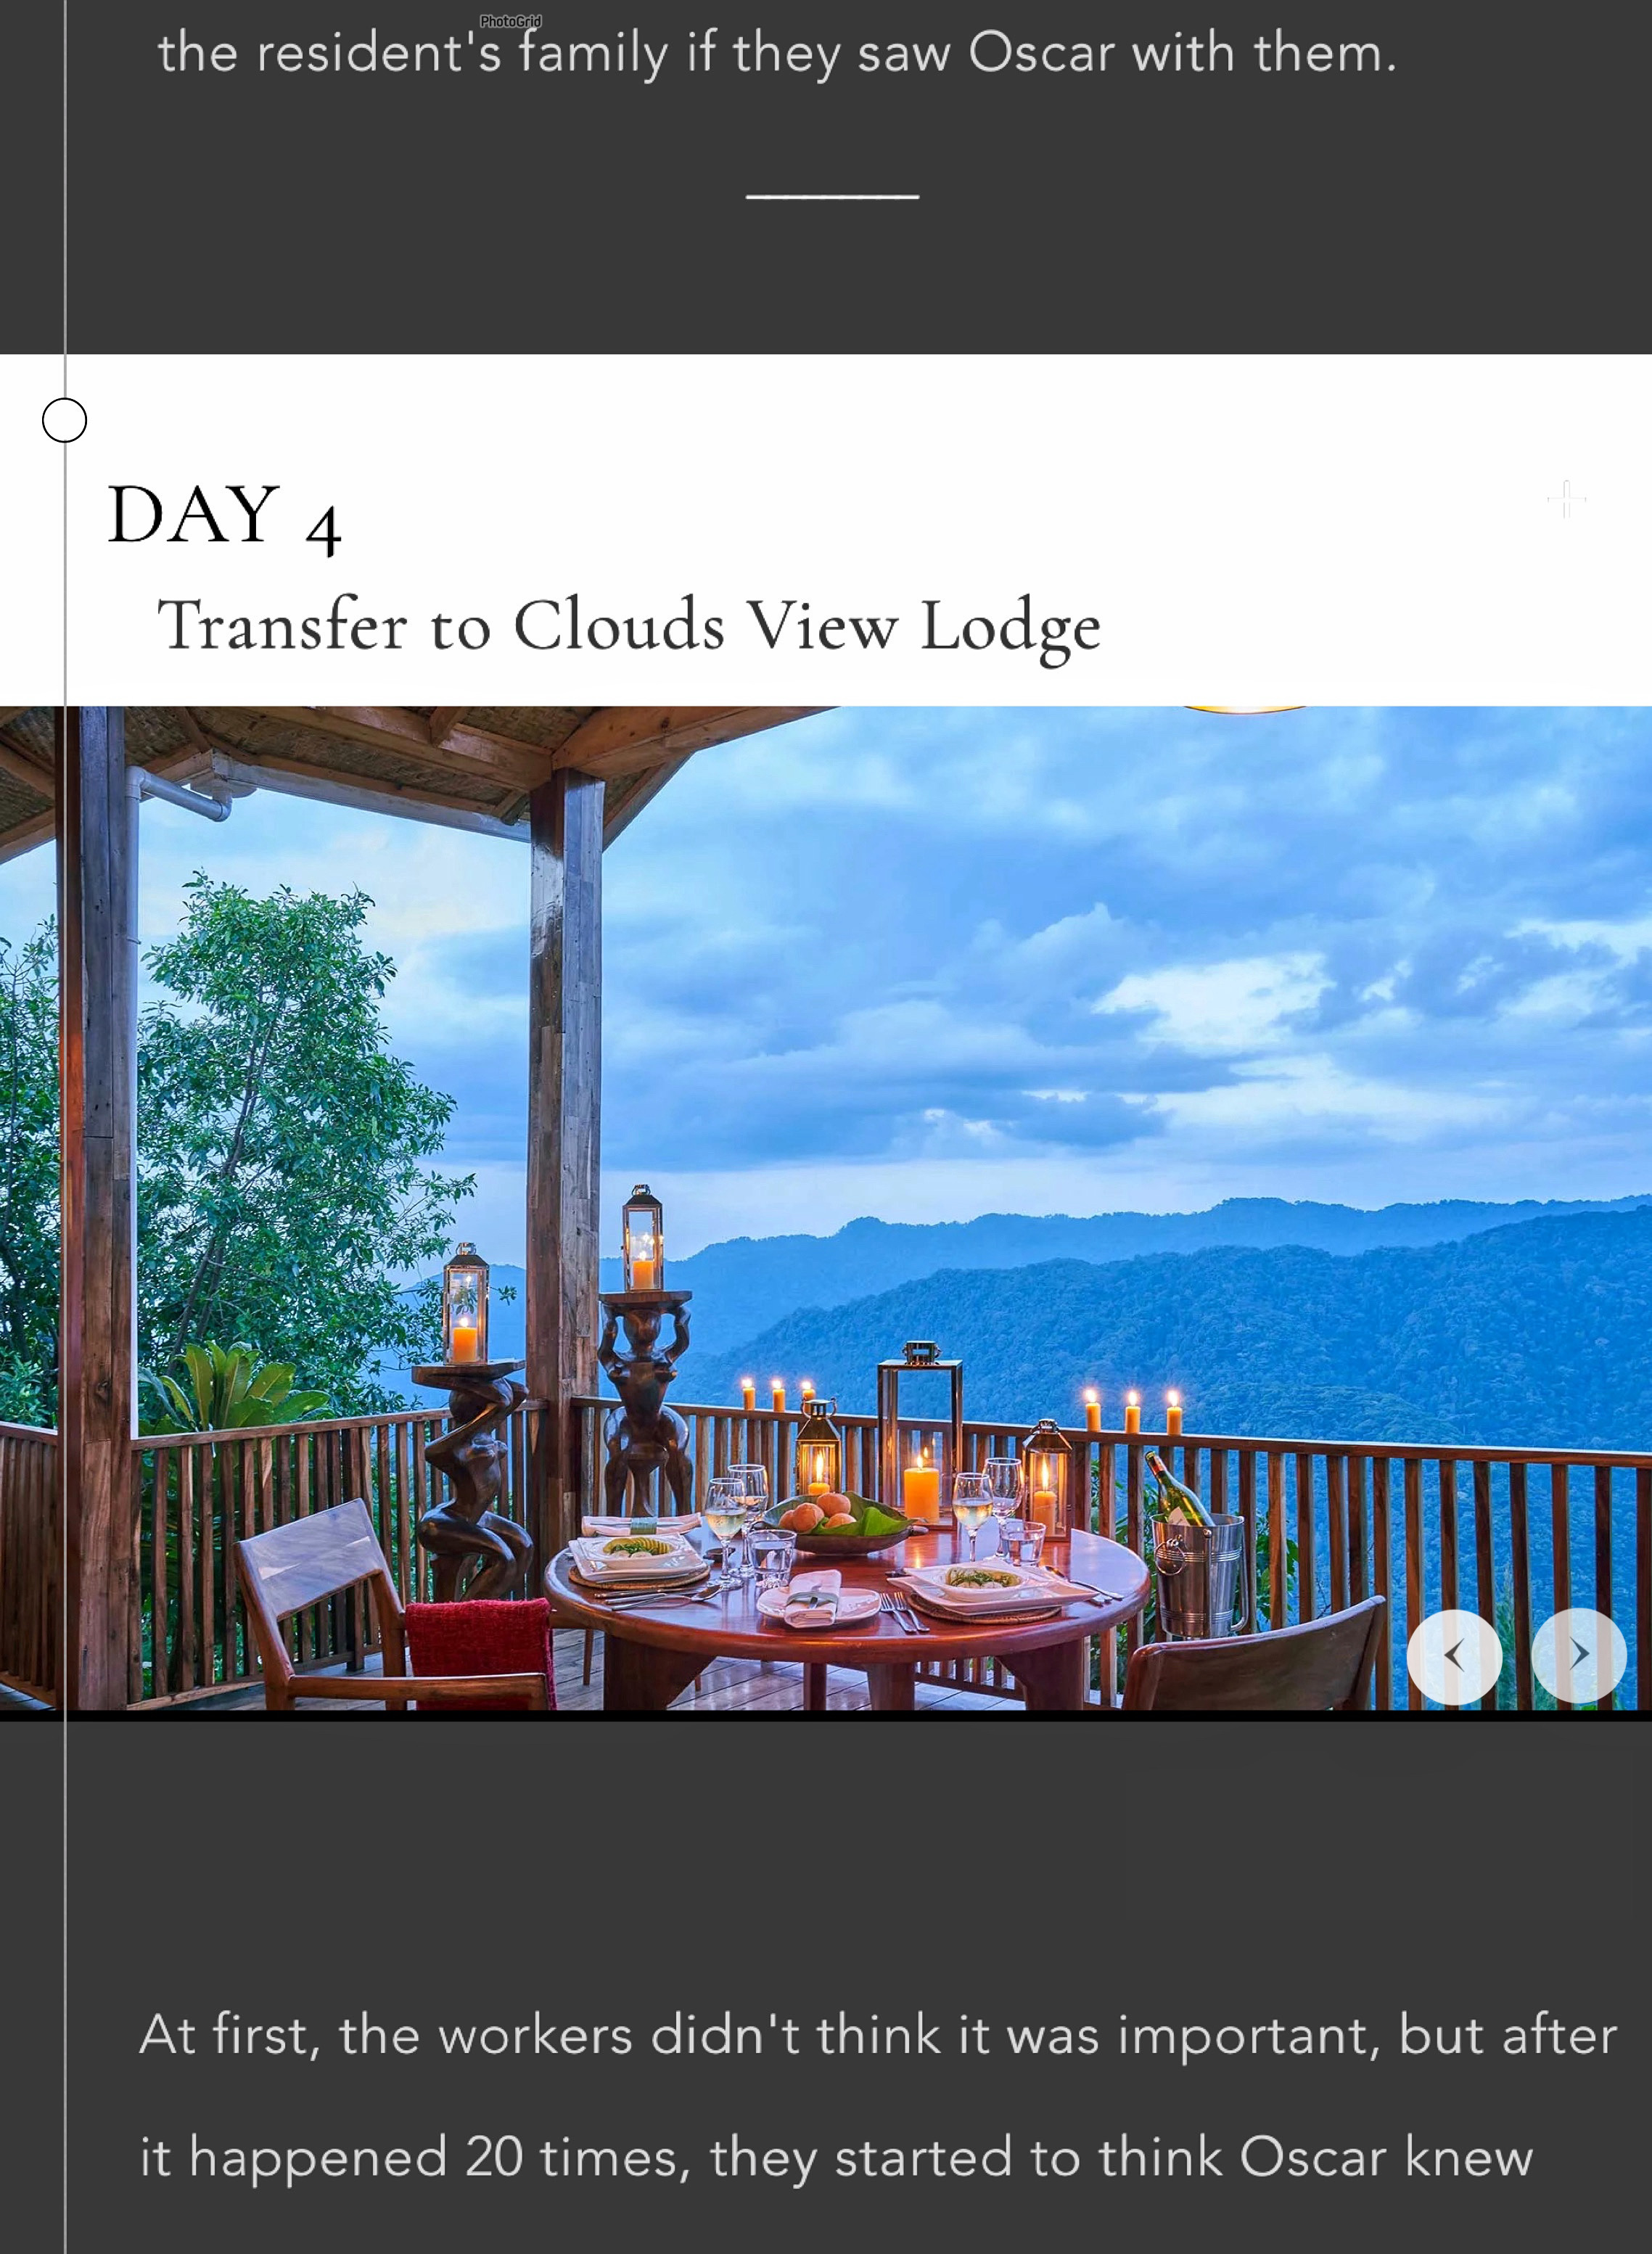 PhotoGrid
the resident's family if they saw Oscar with them.
DAY 4
Transfer to Clouds View Lodge
At first, the workers didn't think it was important, but after
it happened 20 times, they started to think Oscar knew